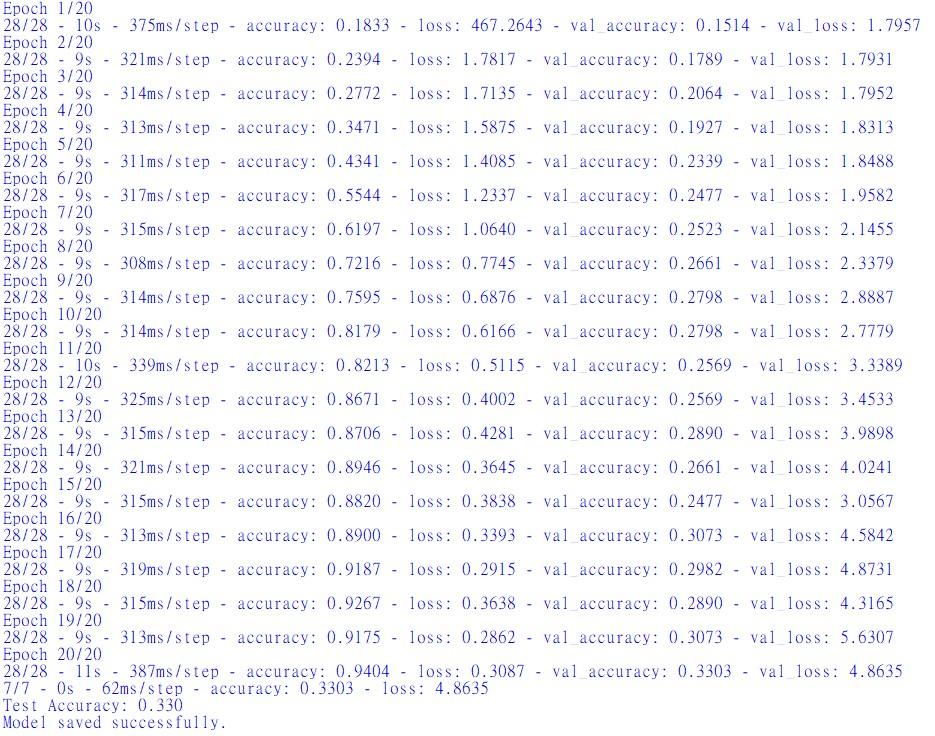 Epoch 1/20
28/28 - 10s - 375ms/step - accuracy: 0.1833 - loss: 467.2643 - val_accuracy: 0.1514 - val_loss: 1.7957
Epoch 2/20
28/28 - 9s - 321ms/step - accuracy: 0.2394 - loss: 1.7817 - val_accuracy: 0.1789 - val_loss: 1.7931
Epoch 3/20
28/28 - 9s - 314ms/step - accuracy: 0.2772 - loss: 1.7135 - val_accuracy: 0.2064 - val_loss: 1.7952
Epoch 4/20
28/28 - 9s - 313ms/step - accuracy: 0.3471 - loss: 1.5875 - val_accuracy: 0.1927 - val_loss: 1.8313
Epoch 5/20
28/28 - 9s - 311ms/step - accuracy: 0.4341 - loss: 1.4085 - val_accuracy: 0.2339 - val_loss: 1.8488
Epoch 6/20
28/28 - 9s - 317ms/step - accuracy: 0.5544 - loss: 1.2337 - val_accuracy: 0.2477 - val_loss: 1.9582
Epoch 7/20
28/28 - 9s - 315ms/step - accuracy: 0.6197 - loss: 1.0640 - val_accuracy: 0.2523 - val_loss: 2.1455
Epoch 8/20
28/28 - 9s - 308ms/step - accuracy: 0.7216 - loss: 0.7745 - val_accuracy: 0.2661 - val_loss: 2.3379
Epoch 9/20
28/28 - 9s - 314ms/step - accuracy: 0.7595 - loss: 0.6876 - val_accuracy: 0.2798 - val_loss: 2.8887
Epoch 10/20
28/28 - 9s - 314ms/step - accuracy: 0.8179 - loss: 0.6166 - val_accuracy: 0.2798 - val_loss: 2.7779
Epoch 11/20
28/28 - 10s - 339ms/step - accuracy: 0.8213 - loss: 0.5115 - val_accuracy: 0.2569 - val_loss: 3.3389
Epoch 12/20
28/28 - 9s - 325ms/step - accuracy: 0.8671 - loss: 0.4002 - val_accuracy: 0.2569 - val_loss: 3.4533
Epoch 13/20
28/28 - 9s - 315ms/step - accuracy: 0.8706 - loss: 0.4281 - val_accuracy: 0.2890 - val_loss: 3.9898
Epoch 14/20
28/28 - 9s - 321ms/step - accuracy: 0.8946 - loss: 0.3645 - val_accuracy: 0.2661 - val_loss: 4.0241
Epoch 15/20
28/28 - 9s - 315ms/step - accuracy: 0.8820 - loss: 0.3838 - val_accuracy: 0.2477 - val_loss: 3.0567
Epoch 16/20
28/28 - 9s - 313ms/step - accuracy: 0.8900 - loss: 0.3393 - val_accuracy: 0.3073 - val_loss: 4.5842
Epoch 17/20
28/28 - 9s - 319ms/step - accuracy: 0.9187 - loss: 0.2915 - val_accuracy: 0.2982 - val_loss: 4.8731
Epoch 18/20
28/28 - 9s - 315ms/step - accuracy: 0.9267 - loss: 0.3638 - val_accuracy: 0.2890 - val_loss: 4.3165
Epoch 19/20
28/28 - 9s - 313ms/step - accuracy: 0.9175 - loss: 0.2862 - val_accuracy: 0.3073 - val_loss: 5.6307
Epoch 20/20
28/28 - 11s - 387ms/step - accuracy: 0.9404 - loss: 0.3087 - val_accuracy: 0.3303 - val_loss: 4.8635
7/7 - 0s - 62ms/step - accuracy: 0.3303 - loss: 4.8635
Test Accuracy: 0.330
Model saved successfully.